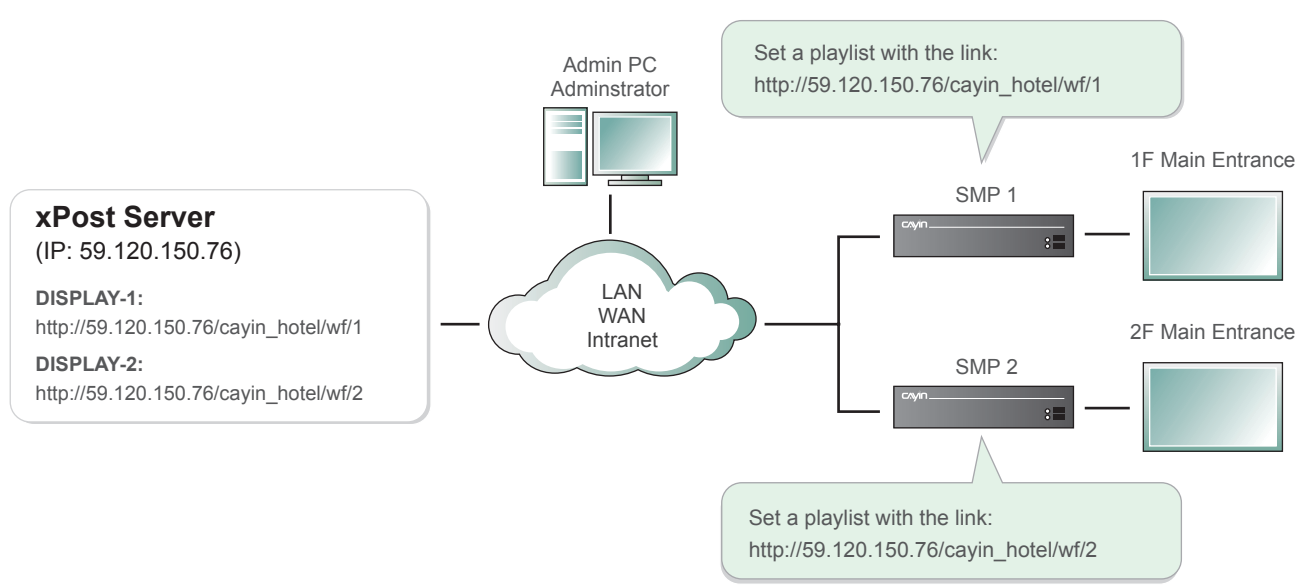 Set a playlist with the link:
http://59.120.150.76/cayin_hotel/wf/1
Admin PC
Adminstrator
1F Main Entrance
SMP 1
CAYIN
xPost Server
(IP: 59.120.150.76)
DISPLAY-1:
http://59.120.150.76/cayin_hotel/wf/1
DISPLAY-2:
http://59.120.150.76/cayin_hotel/wf/2
LAN
WAN
Intranet
2F Main Entrance
SMP 2
CAYIN
Set a playlist with the link:
http://59.120.150.76/cayin_hotel/wf/2